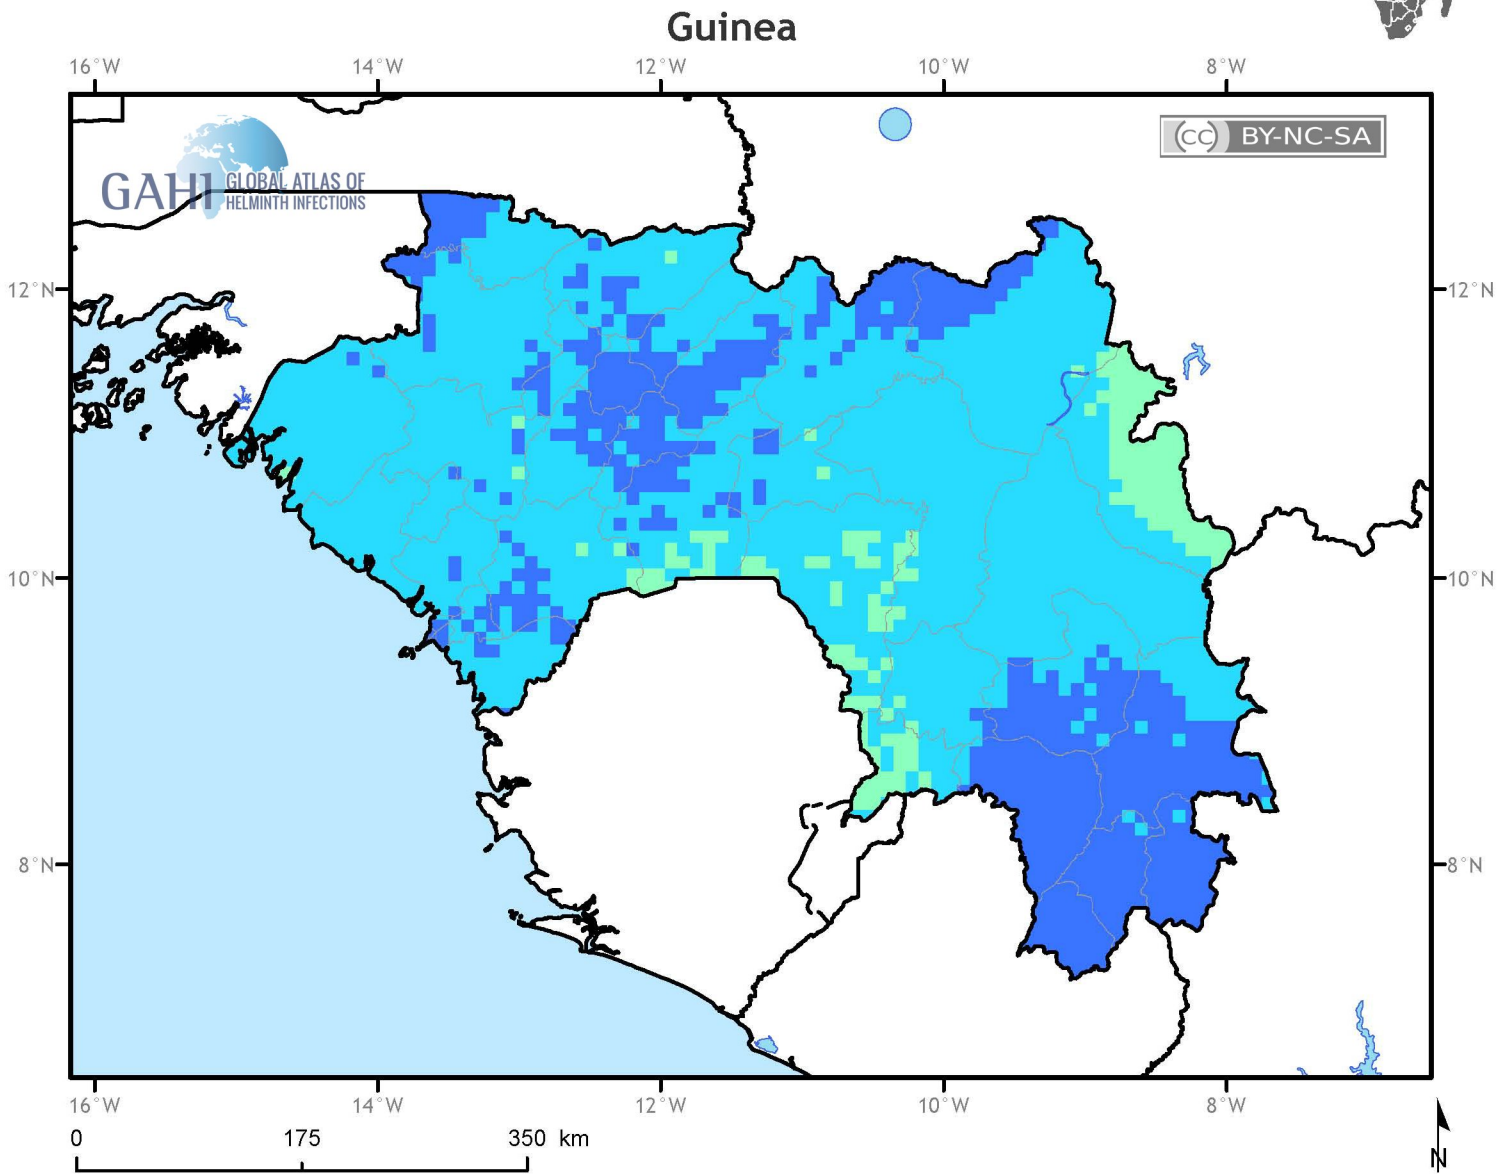 Guinea
16°W 14°W 12°W 10°W 8°W
GAHI GLOBAL ATLAS OF
HELMINTH INFECTIONS
CC BY-NC-SA
12°N 12°N
10°N 10°N
8°N 8°N
16°W 14°W 12°W 10°W 8°W
0 175 350 km
N